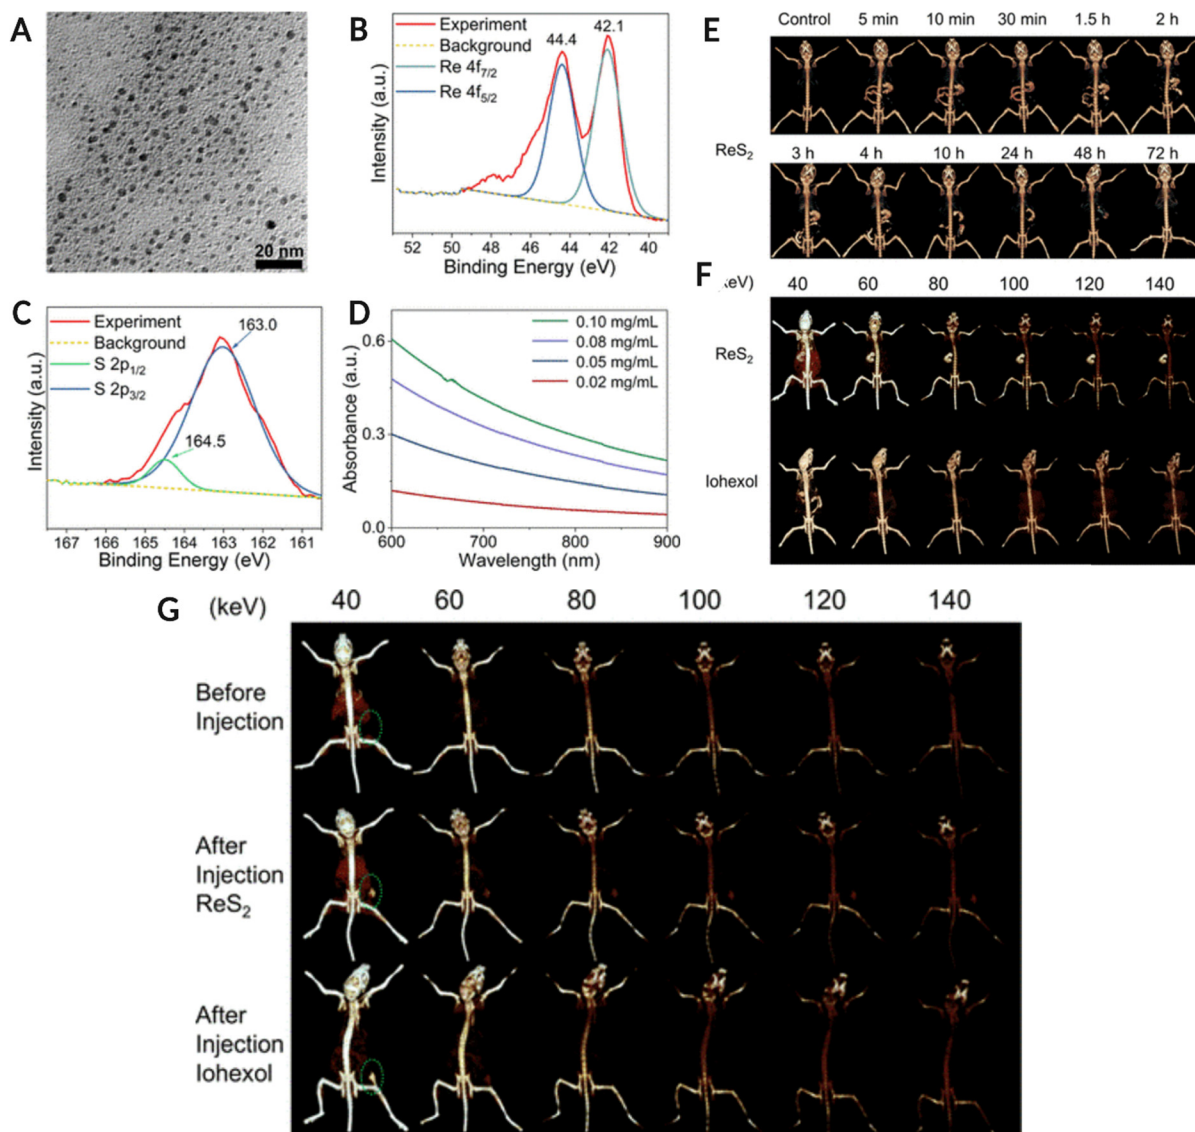 A
20 nm
B
Experiment
Background
Re 4f7/2
Re 4f5/2
44.4
42.1
Intensity (a.u.)
52 50 48 46 44 42 40
Binding Energy (eV)
C
Experiment
Background
S 2p1/2
S 2p3/2
163.0
164.5
Intensity (a.u.)
167 166 165 164 163 162 161
Binding Energy (eV)
D
0.10 mg/mL
0.08 mg/mL
0.05 mg/mL
0.02 mg/mL
Absorbance (a.u.)
0.6
0.3
0.0
600 700 800 900
Wavelength (nm)
E
Control 5 min 10 min 30 min 1.5 h 2 h
ReS2
3 h 4 h 10 h 24 h 48 h 72 h
F
keV) 40 60 80 100 120 140
ReS2
Iohexol
G
(keV) 40 60 80 100 120 140
Before
Injection
After
Injection
ReS2
After
Injection
Iohexol